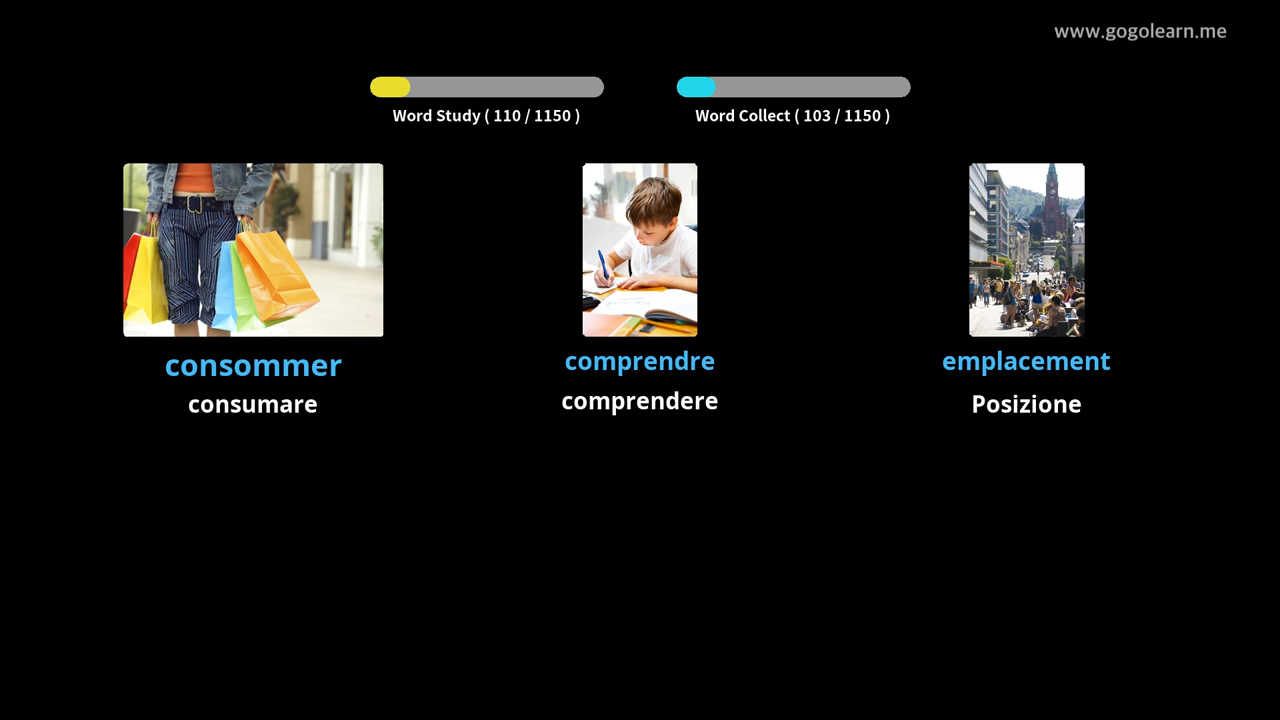 www.gogolearn.me
Word Study ( 110 / 1150 )
Word Collect ( 103 / 1150 )
consommer
consumare
comprendre
comprendere
emplacement
Posizione